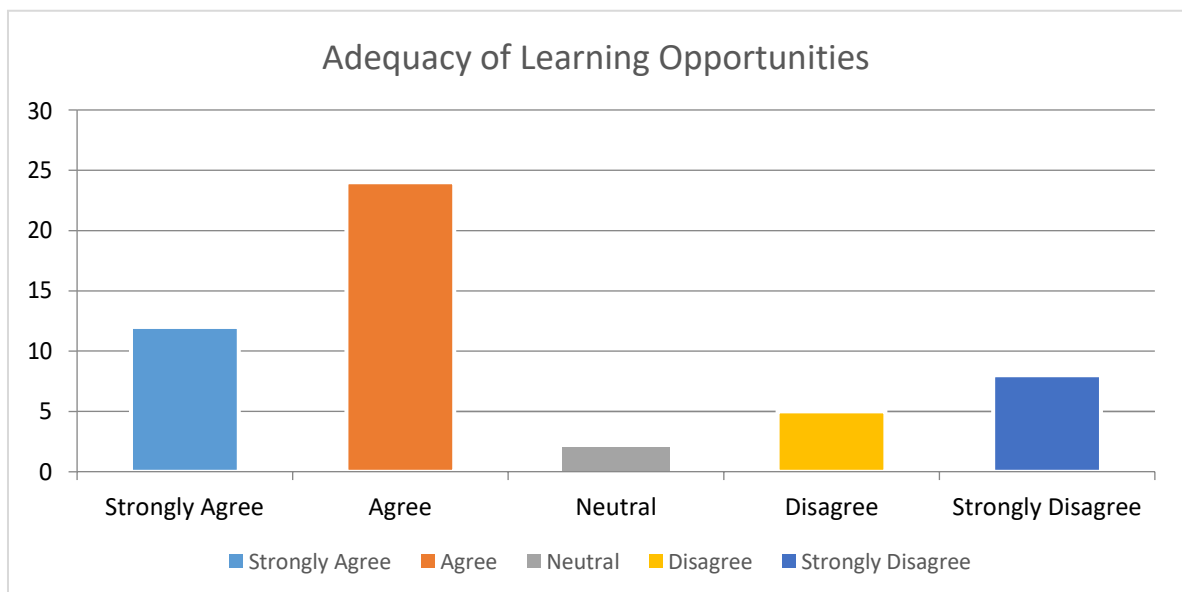 Adequacy of Learning Opportunities
30
25
20
15
10
5
0
Strongly Agree Agree Neutral Disagree Strongly Disagree
Strongly Agree Agree Neutral Disagree Strongly Disagree